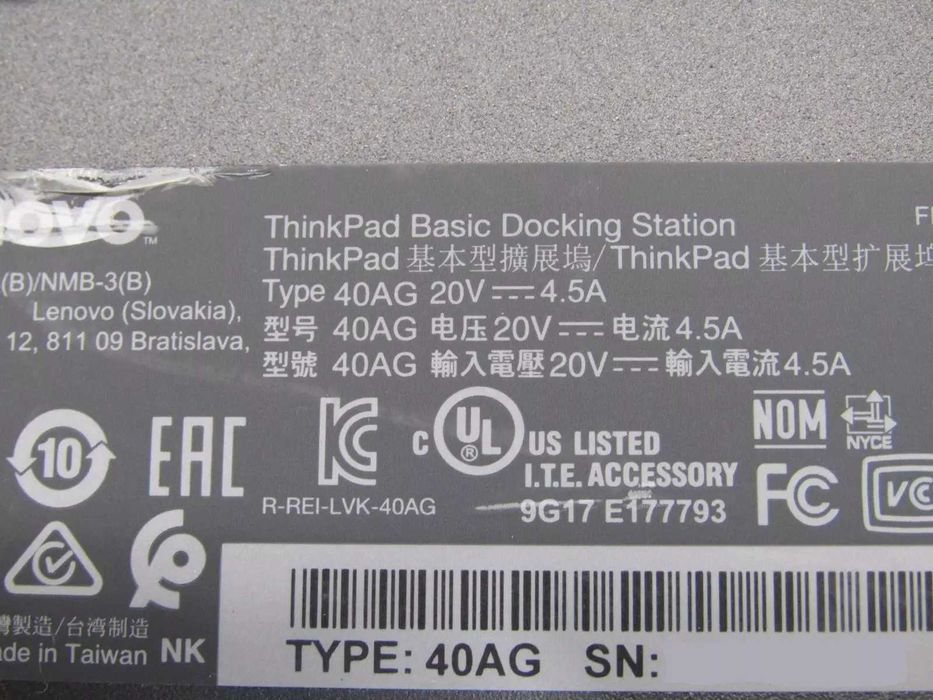 ovo™
ThinkPad Basic Docking Station
ThinkPad 基本型擴展塢/ThinkPad 基本型扩展坞
(B)/NMB-3(B)
Type 40AG 20V⎓4.5A
Lenovo (Slovakia),
型号 40AG 电压20V⎓电流4.5A
12, 811 09 Bratislava,
型號 40AG 輸入電壓20V⎓輸入電流4.5A
10
EAC
KC
R-REI-LVK-40AG
c UL® US LISTED
I.T.E. ACCESSORY
9G17 E177793
NOM
NYCE
FC
VC
灣製造/台湾制造
de in Taiwan NK
TYPE: 40AG SN: